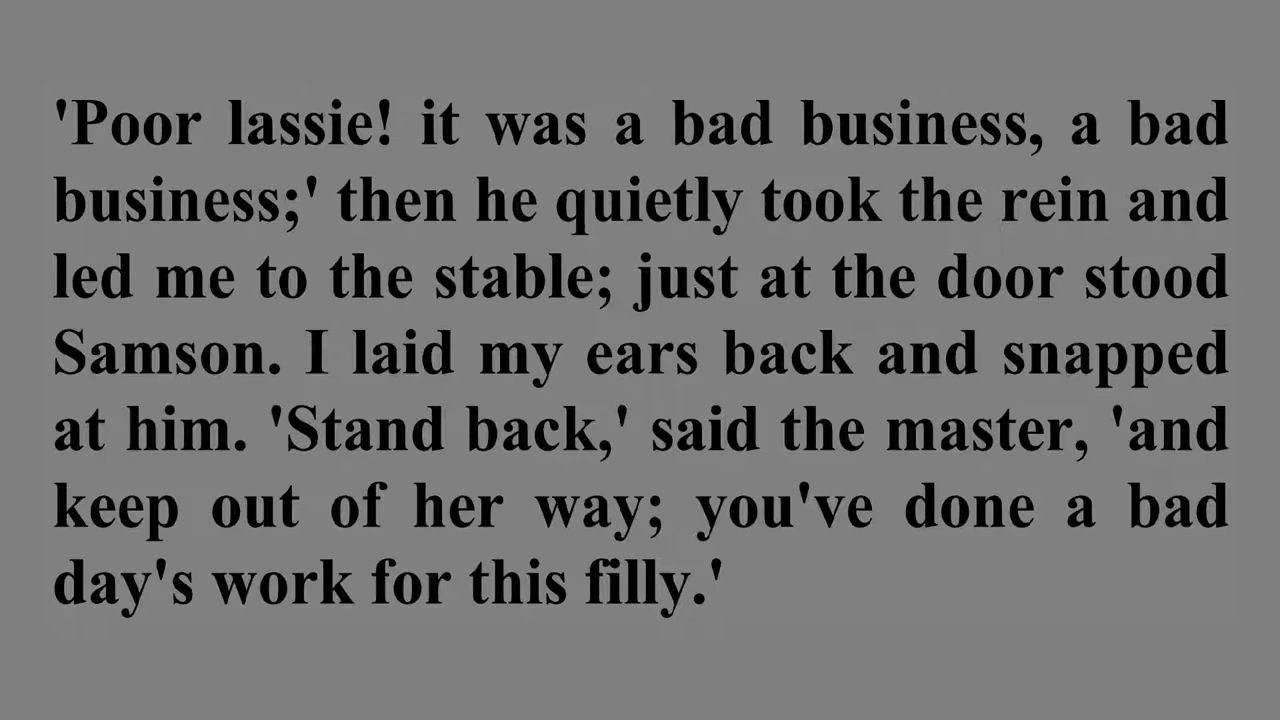 'Poor lassie! it was a bad business, a bad
business;' then he quietly took the rein and
led me to the stable; just at the door stood
Samson. I laid my ears back and snapped
at him. 'Stand back,' said the master, 'and
keep out of her way; you've done a bad
day's work for this filly.'